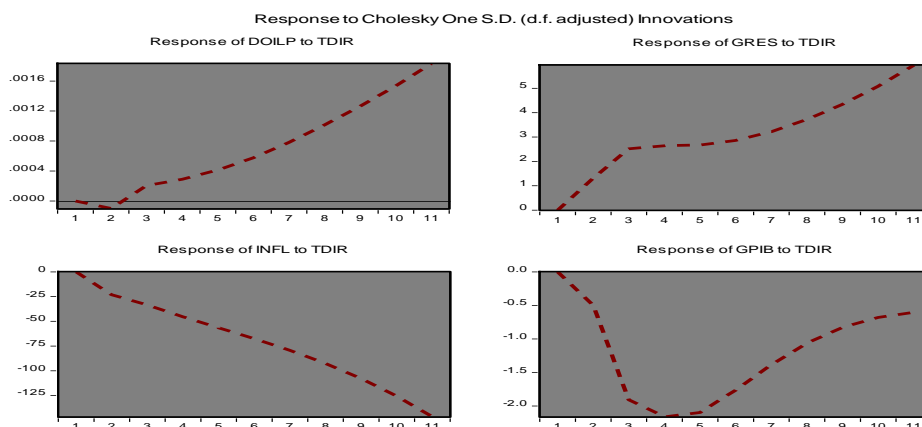 Response to Cholesky One S.D. (d.f. adjusted) Innovations
Response of DOILP to TDIR
.0016
.0012
.0008
.0004
.0000
1 2 3 4 5 6 7 8 9 10 11
Response of GRES to TDIR
5
4
3
2
1
0
1 2 3 4 5 6 7 8 9 10 11
Response of INFL to TDIR
0
-25
-50
-75
-100
-125
1 2 3 4 5 6 7 8 9 10 11
Response of GPIB to TDIR
0.0
-0.5
-1.0
-1.5
-2.0
1 2 3 4 5 6 7 8 9 10 11